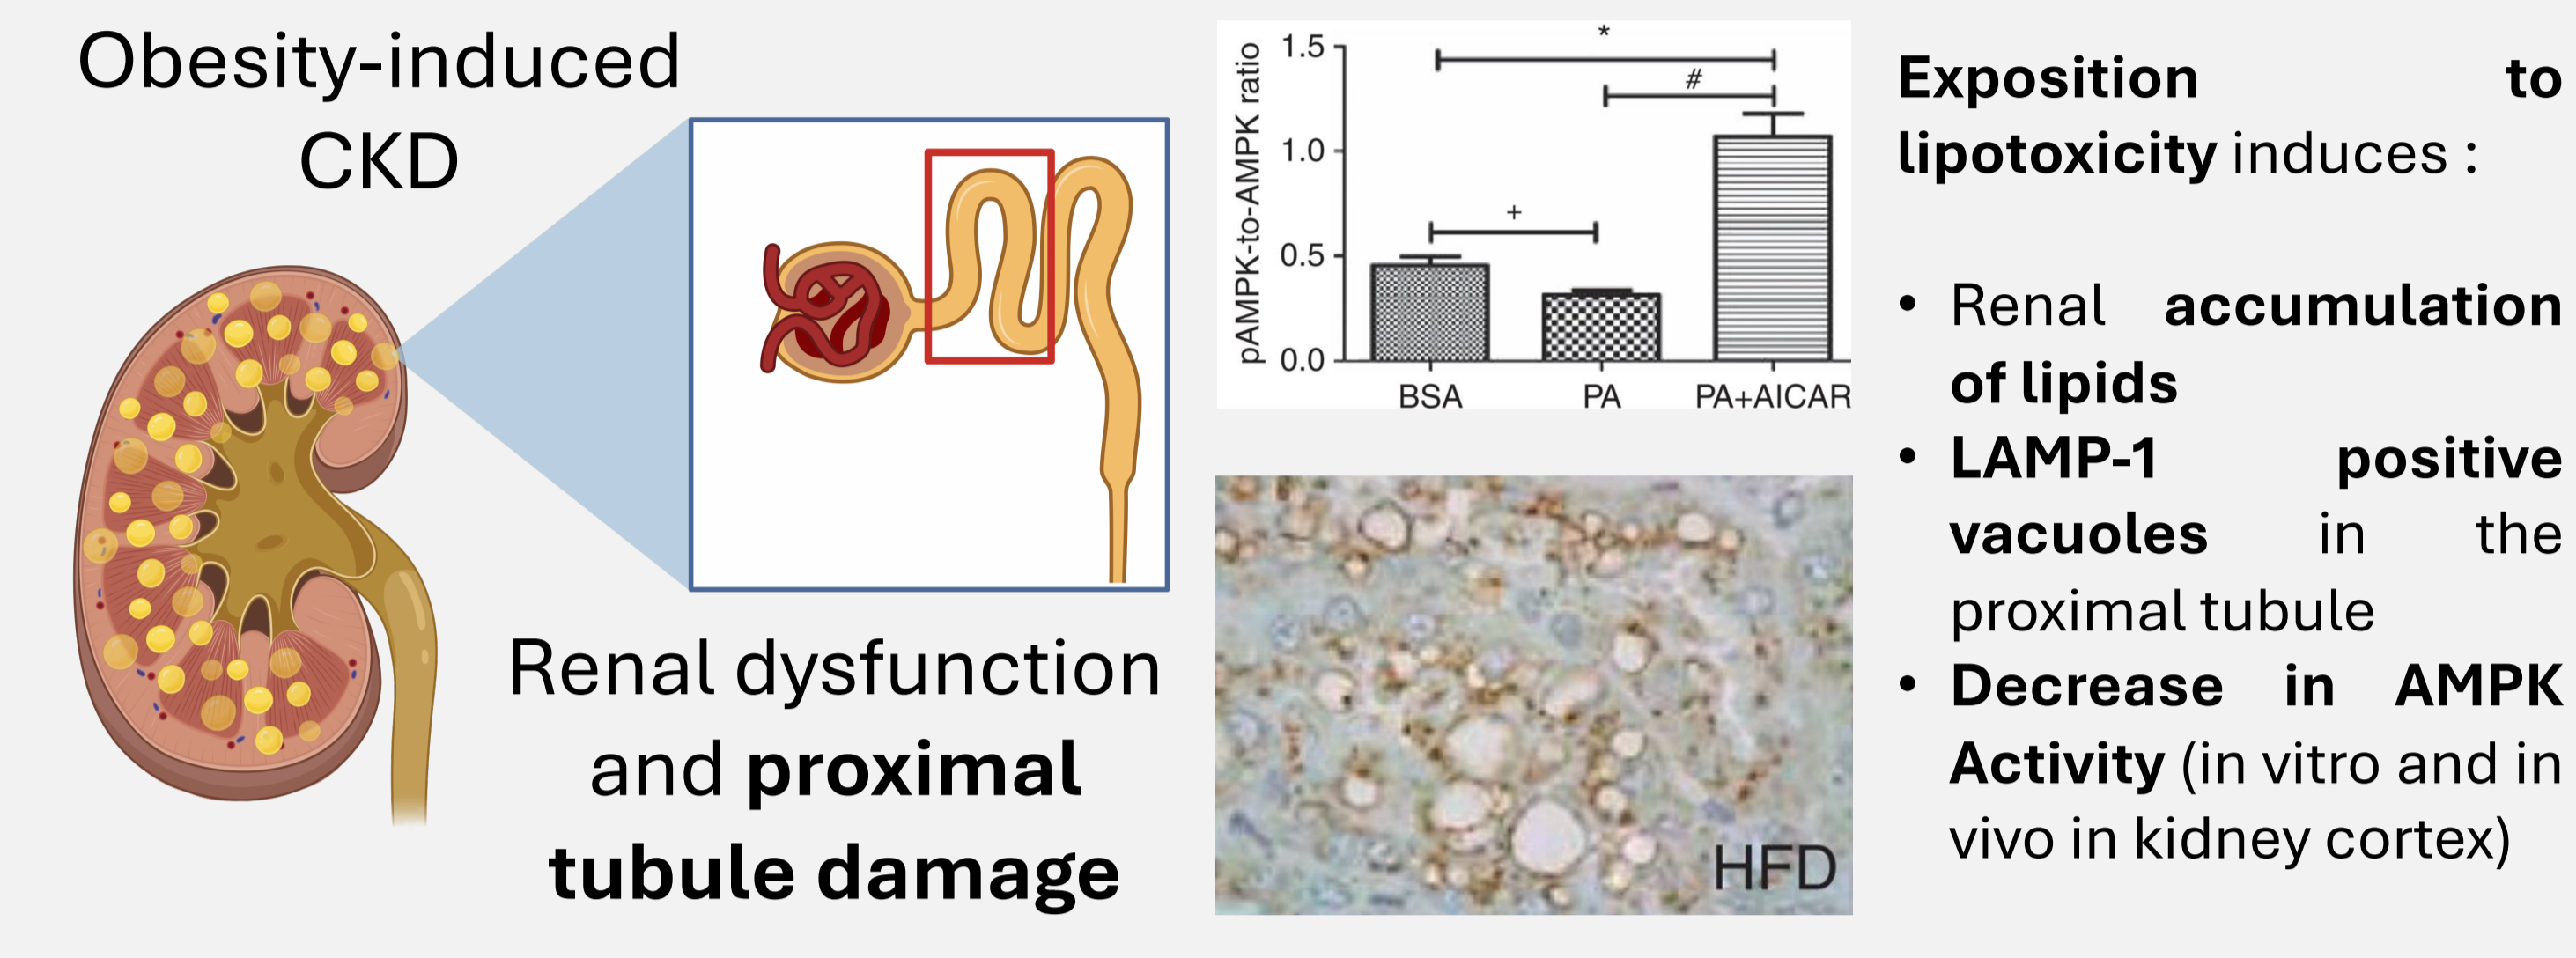 Obesity-induced
CKD
Renal dysfunction
and proximal
tubule damage
pAMPK-to-AMPK ratio
1.5
1.0
0.5
0.0
*
#
+
BSA PA PA+AICAR
HFD
Exposition to
lipotoxicity induces :
• Renal accumulation
of lipids
• LAMP-1 positive
vacuoles in the
proximal tubule
• Decrease in AMPK
Activity (in vitro and in
vivo in kidney cortex)